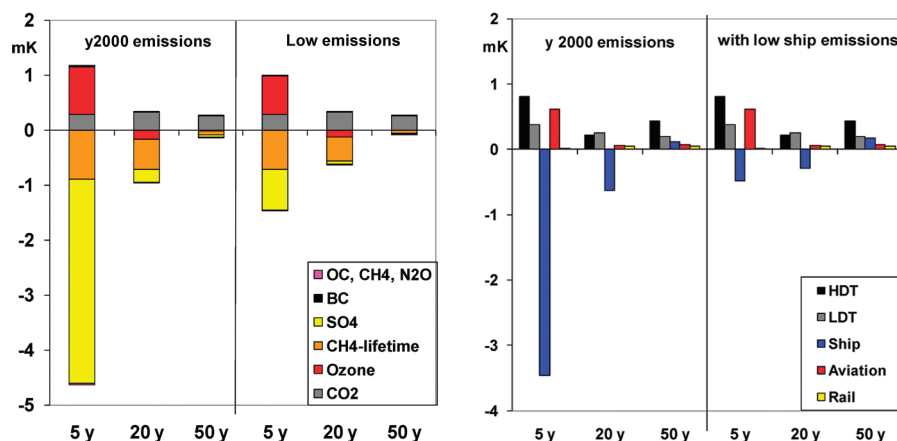 2
mK
1
0
-1
-2
-3
-4
-5
y2000 emissions
Low emissions
OC, CH4, N2O
BC
SO4
CH4-lifetime
Ozone
CO2
5 y 20 y 50 y 5 y 20 y 50 y
2
mK
1
0
-1
-2
-3
-4
y 2000 emissions
with low ship emissions
HDT
LDT
Ship
Aviation
Rail
5 y 20 y 50 y 5 y 20 y 50 y